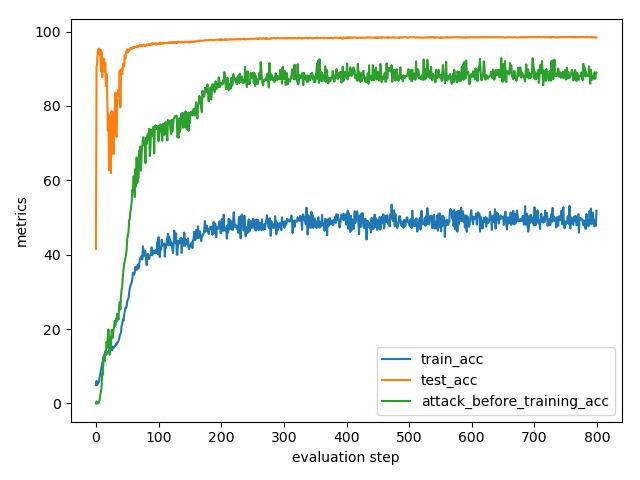 100
80
60
40
20
0
metrics
0 100 200 300 400 500 600 700 800
evaluation step
train_acc
test_acc
attack_before_training_acc